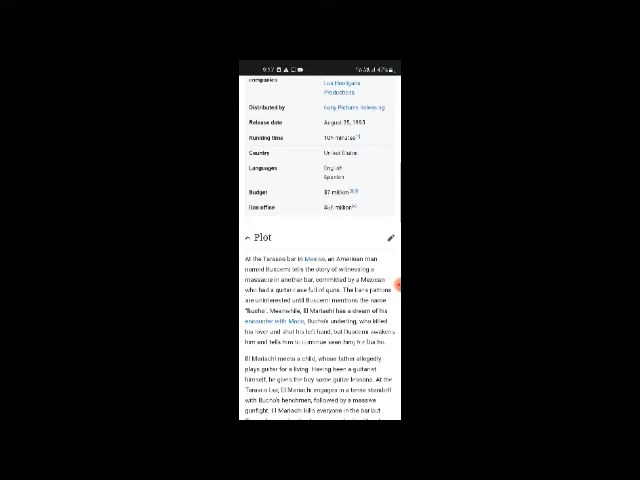 9:17
companies
Los Hooligans
Productions
Distributed by Sony Pictures Releasing
Release date August 25, 1995
Running time minutes
Country United States
Languages English
Spanish
Budget $7 million
Box office million
Plot
At the Tarasco bar in Mexico, an American man
named Buscemi tells the story of witnessing a
massacre in another bar, committed by a Mexican
who had a guitar case full of guns. The bar's patrons
are uninterested until Buscemi mentions the name
"Bucho". Meanwhile, El Mariachi has a dream of his
encounter with Moco, Bucho's underling, who killed
his lover and shot his left hand, but Buscemi awakens
him and tells him to continue searching for Bucho.
El Mariachi meets a child, whose father allegedly
plays guitar for a living. Having been a guitarist
himself, he gives the boy some guitar lessons. At the
Tarasco bar, El Mariachi engages in a tense standoff
with Bucho's henchmen, followed by a massive
gunfight. El Mariachi kills everyone in the bar but